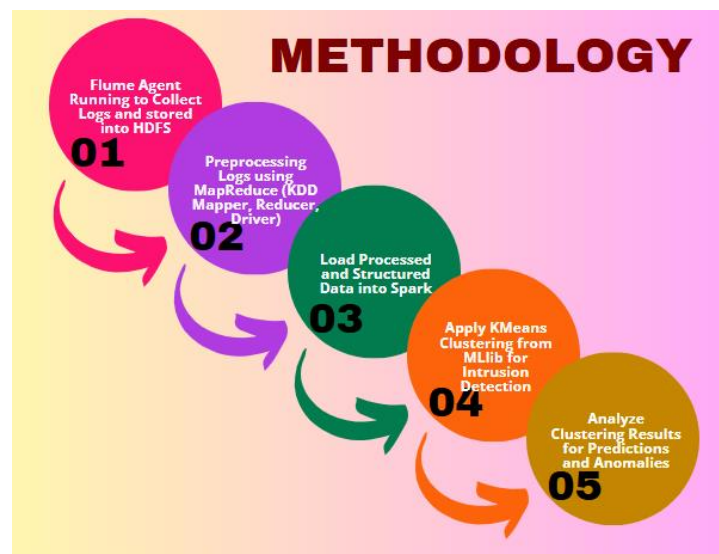 METHODOLOGY
Flume Agent
Running to Collect
Logs and stored
into HDFS
01
Preprocessing
Logs using
MapReduce (KDD
Mapper, Reducer,
Driver)
02
Load Processed
and Structured
Data into Spark
03
Apply KMeans
Clustering from
MLlib for
Intrusion
Detection
04
Analyze
Clustering Results
for Predictions
and Anomalies
05